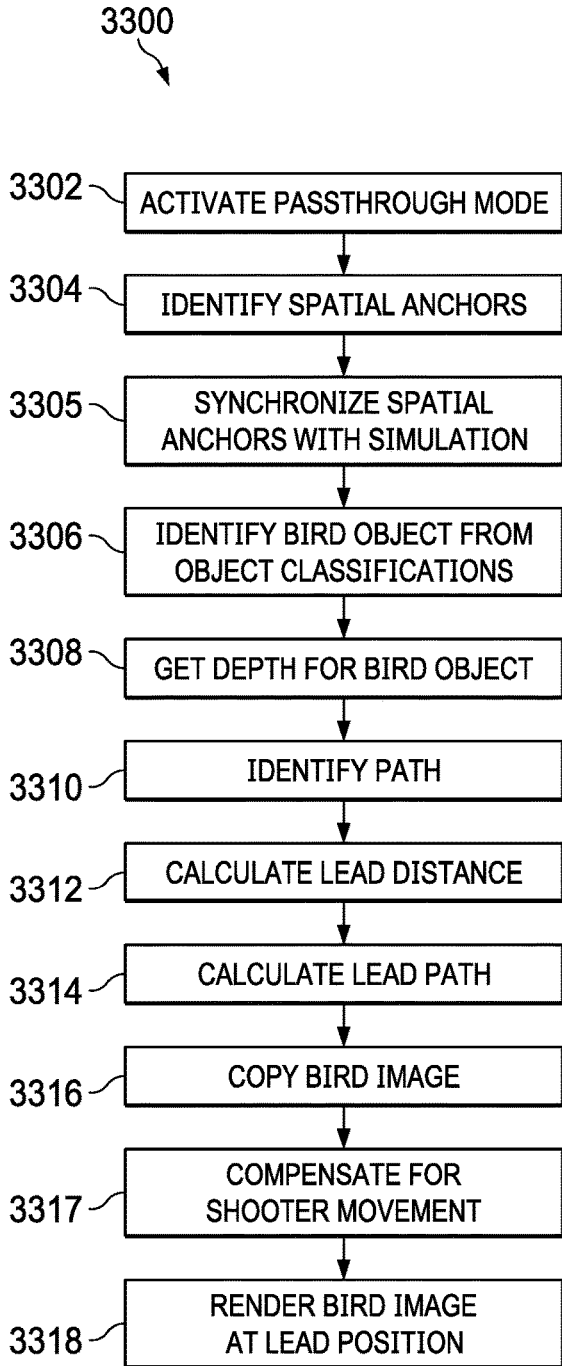 3300
3302
ACTIVATE PASSTHROUGH MODE
3304
IDENTIFY SPATIAL ANCHORS
3305
SYNCHRONIZE SPATIAL
ANCHORS WITH SIMULATION
3306
IDENTIFY BIRD OBJECT FROM
OBJECT CLASSIFICATIONS
3308
GET DEPTH FOR BIRD OBJECT
3310
IDENTIFY PATH
3312
CALCULATE LEAD DISTANCE
3314
CALCULATE LEAD PATH
3316
COPY BIRD IMAGE
3317
COMPENSATE FOR
SHOOTER MOVEMENT
3318
RENDER BIRD IMAGE
AT LEAD POSITION